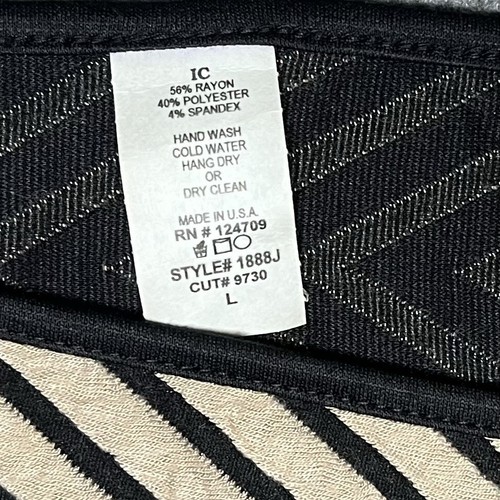 IC
56% RAYON
40% POLYESTER
4% SPANDEX
HAND WASH
COLD WATER
HANG DRY
OR
DRY CLEAN
MADE IN U.S.A.
RN # 124709
STYLE# 1888J
CUT# 9730
L